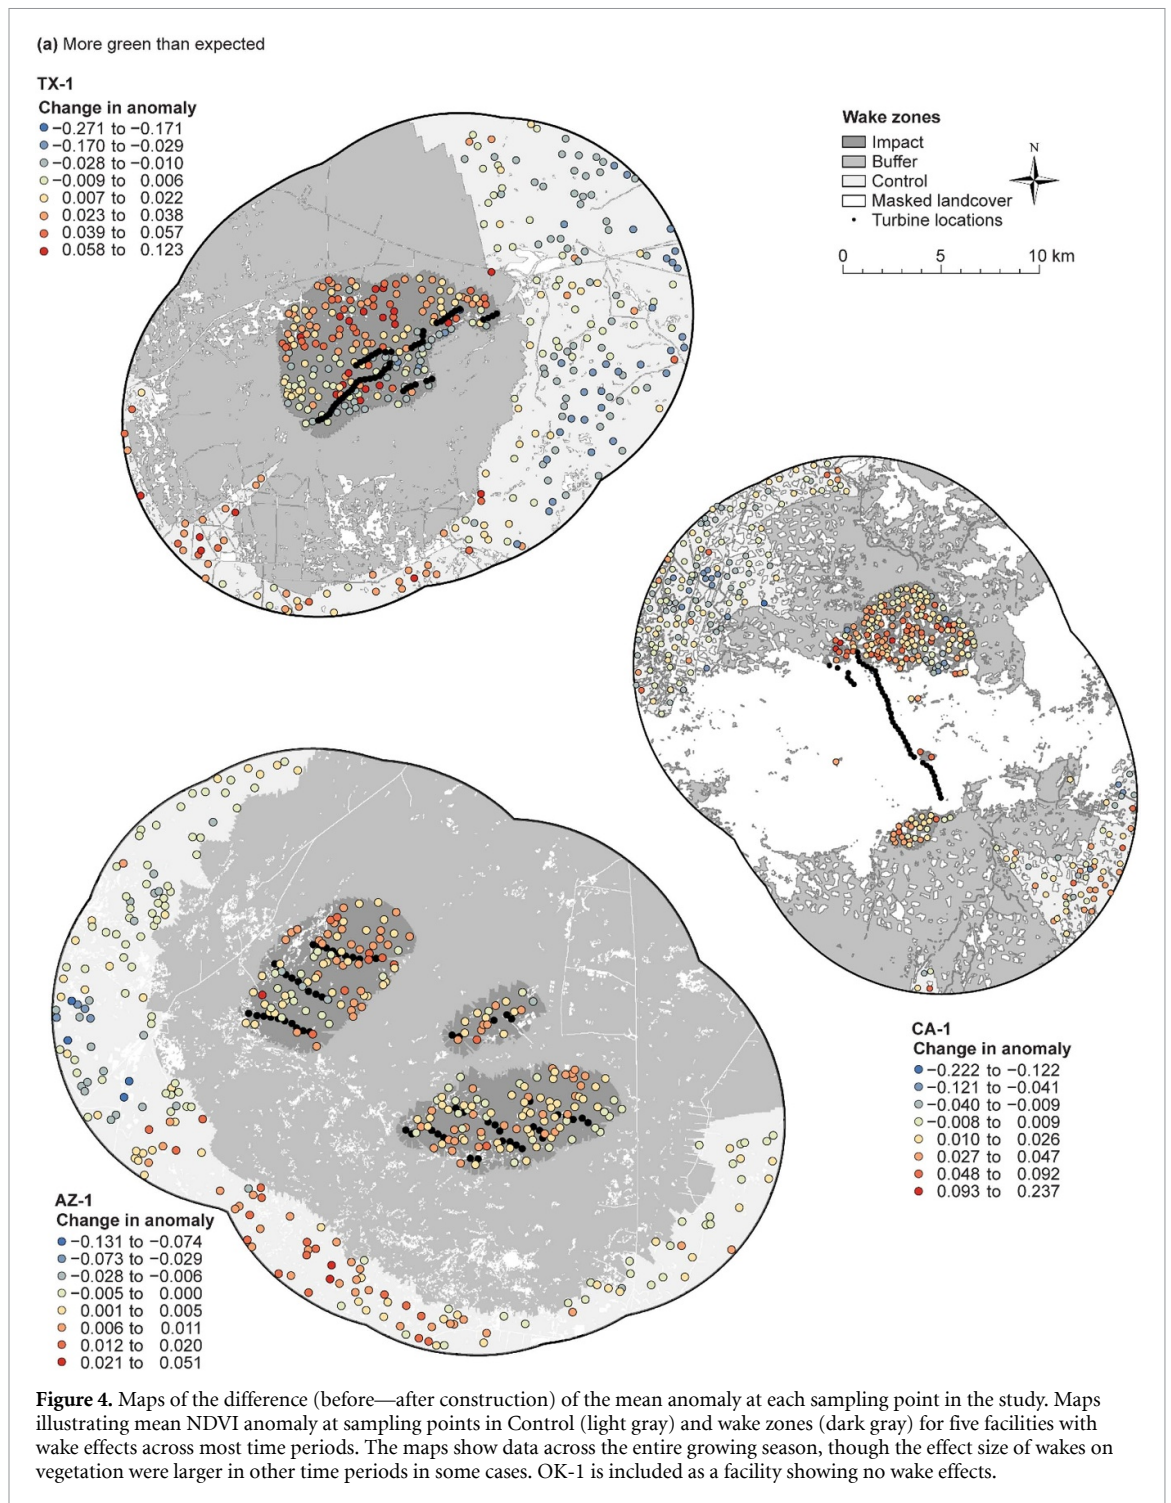 (a) More green than expected
TX-1
Change in anomaly
−0.271 to −0.171
−0.170 to −0.029
−0.028 to −0.010
−0.009 to 0.006
0.007 to 0.022
0.023 to 0.038
0.039 to 0.057
0.058 to 0.123
Wake zones
Impact
Buffer
Control
Masked landcover
Turbine locations
N
0 5 10 km
CA-1
Change in anomaly
−0.222 to −0.122
−0.121 to −0.041
−0.040 to −0.009
−0.008 to 0.009
0.010 to 0.026
0.027 to 0.047
0.048 to 0.092
0.093 to 0.237
AZ-1
Change in anomaly
−0.131 to −0.074
−0.073 to −0.029
−0.028 to −0.006
−0.005 to 0.000
0.001 to 0.005
0.006 to 0.011
0.012 to 0.020
0.021 to 0.051
Figure 4. Maps of the difference (before—after construction) of the mean anomaly at each sampling point in the study. Maps
illustrating mean NDVI anomaly at sampling points in Control (light gray) and wake zones (dark gray) for five facilities with
wake effects across most time periods. The maps show data across the entire growing season, though the effect size of wakes on
vegetation were larger in other time periods in some cases. OK-1 is included as a facility showing no wake effects.